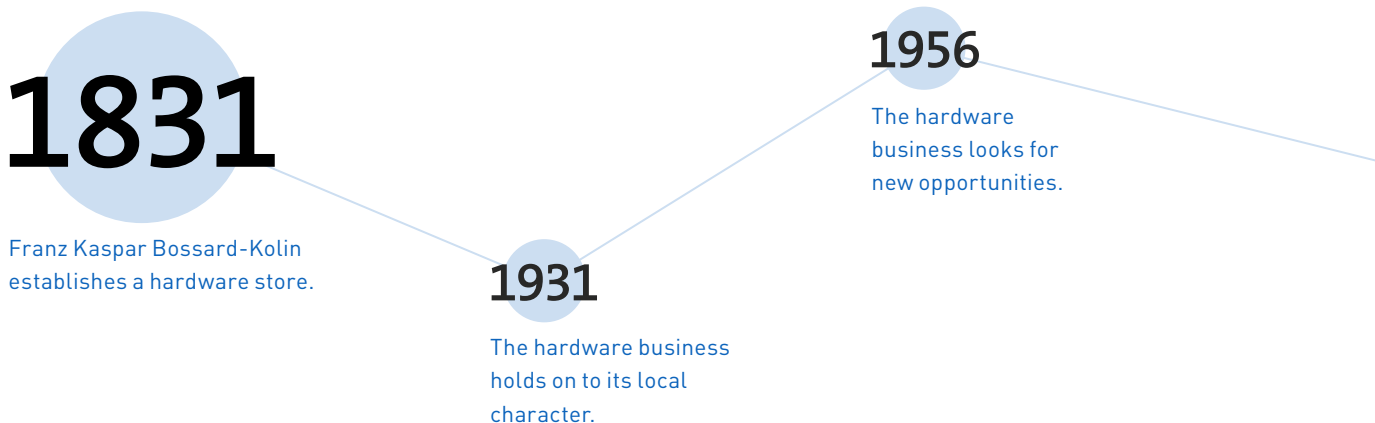 1831
Franz Kaspar Bossard-Kolin
establishes a hardware store.
1931
The hardware business
holds on to its local
character.
1956
The hardware
business looks for
new opportunities.